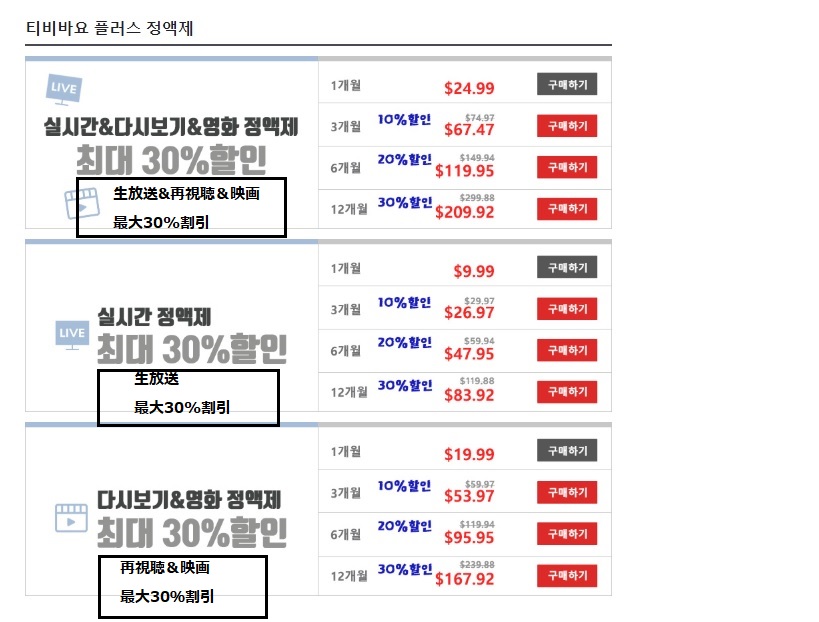 티비바요 플러스 정액제
LIVE
실시간&다시보기&영화 정액제
최대 30%할인
生放送&再視聴&映画
最大30%割引
1개월 $24.99 구매하기
3개월 10%할인 $74.97 $67.47 구매하기
6개월 20%할인 $149.94 $119.95 구매하기
12개월 30%할인 $299.88 $209.92 구매하기
LIVE
실시간 정액제
최대 30%할인
生放送
最大30%割引
1개월 $9.99 구매하기
3개월 10%할인 $29.97 $26.97 구매하기
6개월 20%할인 $59.94 $47.95 구매하기
12개월 30%할인 $119.88 $83.92 구매하기
다시보기&영화 정액제
최대 30%할인
再視聴&映画
最大30%割引
1개월 $19.99 구매하기
3개월 10%할인 $59.97 $53.97 구매하기
6개월 20%할인 $119.94 $95.95 구매하기
12개월 30%할인 $239.88 $167.92 구매하기